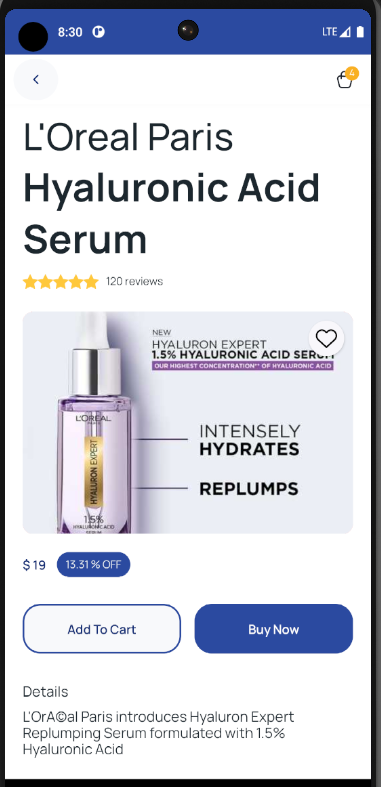 8:30
LTE
4
L'Oreal Paris
Hyaluronic Acid
Serum
120 reviews
NEW
HYALURON EXPERT
1.5% HYALURONIC ACID SERUM
OUR HIGHEST CONCENTRATION** OF HYALURONIC ACID
L'ORÉAL
HYALURON EXPERT
1.5%
HYALURONIC ACID
SERUM
INTENSELY
HYDRATES
REPLUMPS
$ 19
13.31 % OFF
Add To Cart
Buy Now
Details
L'OrÃ©al Paris introduces Hyaluron Expert
Replumping Serum formulated with 1.5%
Hyaluronic Acid